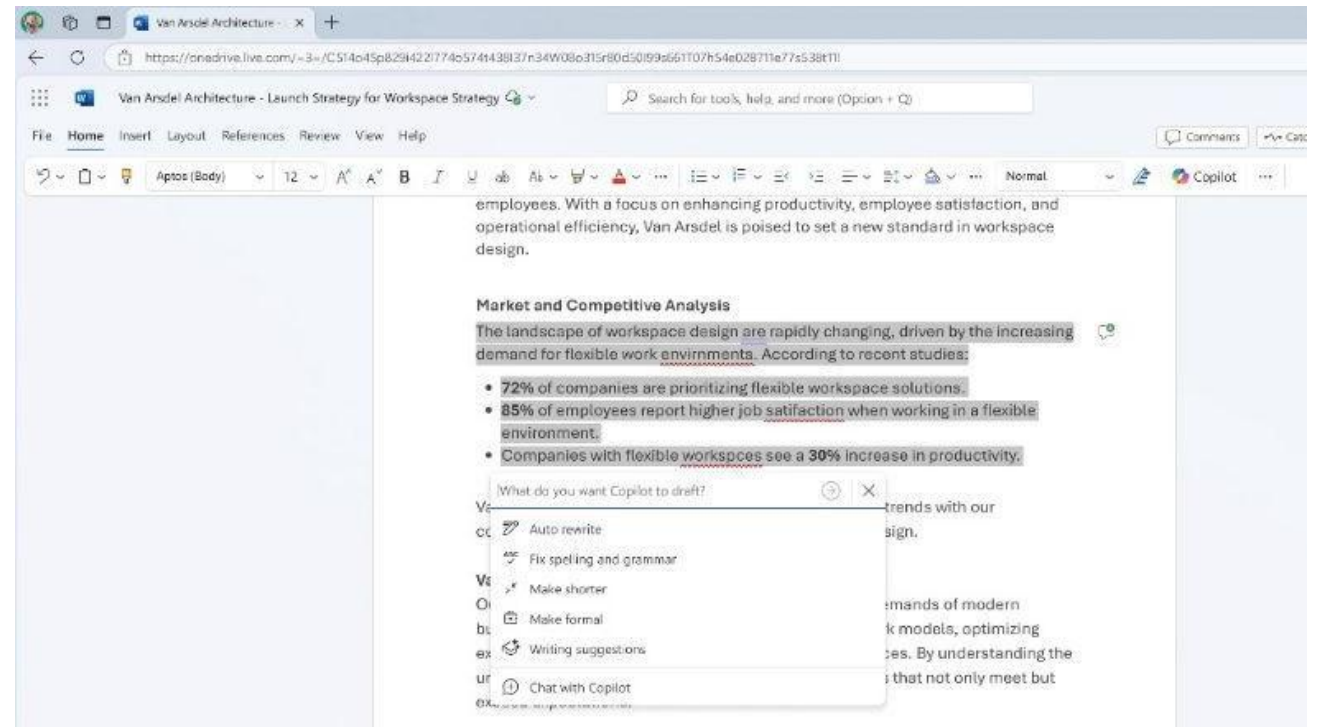 Van Arsdel Architecture -
Van Arsdel Architecture - Launch Strategy for Workspace Strategy
Search for tools, help, and more (Option + Q)
File Home Insert Layout References Review View Help
Comments
Aptos (Body) 12 B I U ab Normal Copilot
employees. With a focus on enhancing productivity, employee satisfaction, and
operational efficiency, Van Arsdel is poised to set a new standard in workspace
design.
Market and Competitive Analysis
The landscape of workspace design are rapidly changing, driven by the increasing
demand for flexible work envirnments. According to recent studies:
• 72% of companies are prioritizing flexible workspace solutions.
• 85% of employees report higher job satifaction when working in a flexible
environment.
• Companies with flexible workspces see a 30% increase in productivity.
What do you want Copilot to draft?
trends with our
Auto rewrite
sign.
Fix spelling and grammar
Make shorter
emands of modern
Make formal
k models, optimizing
Writing suggestions
ces. By understanding the
that not only meet but
Chat with Copilot